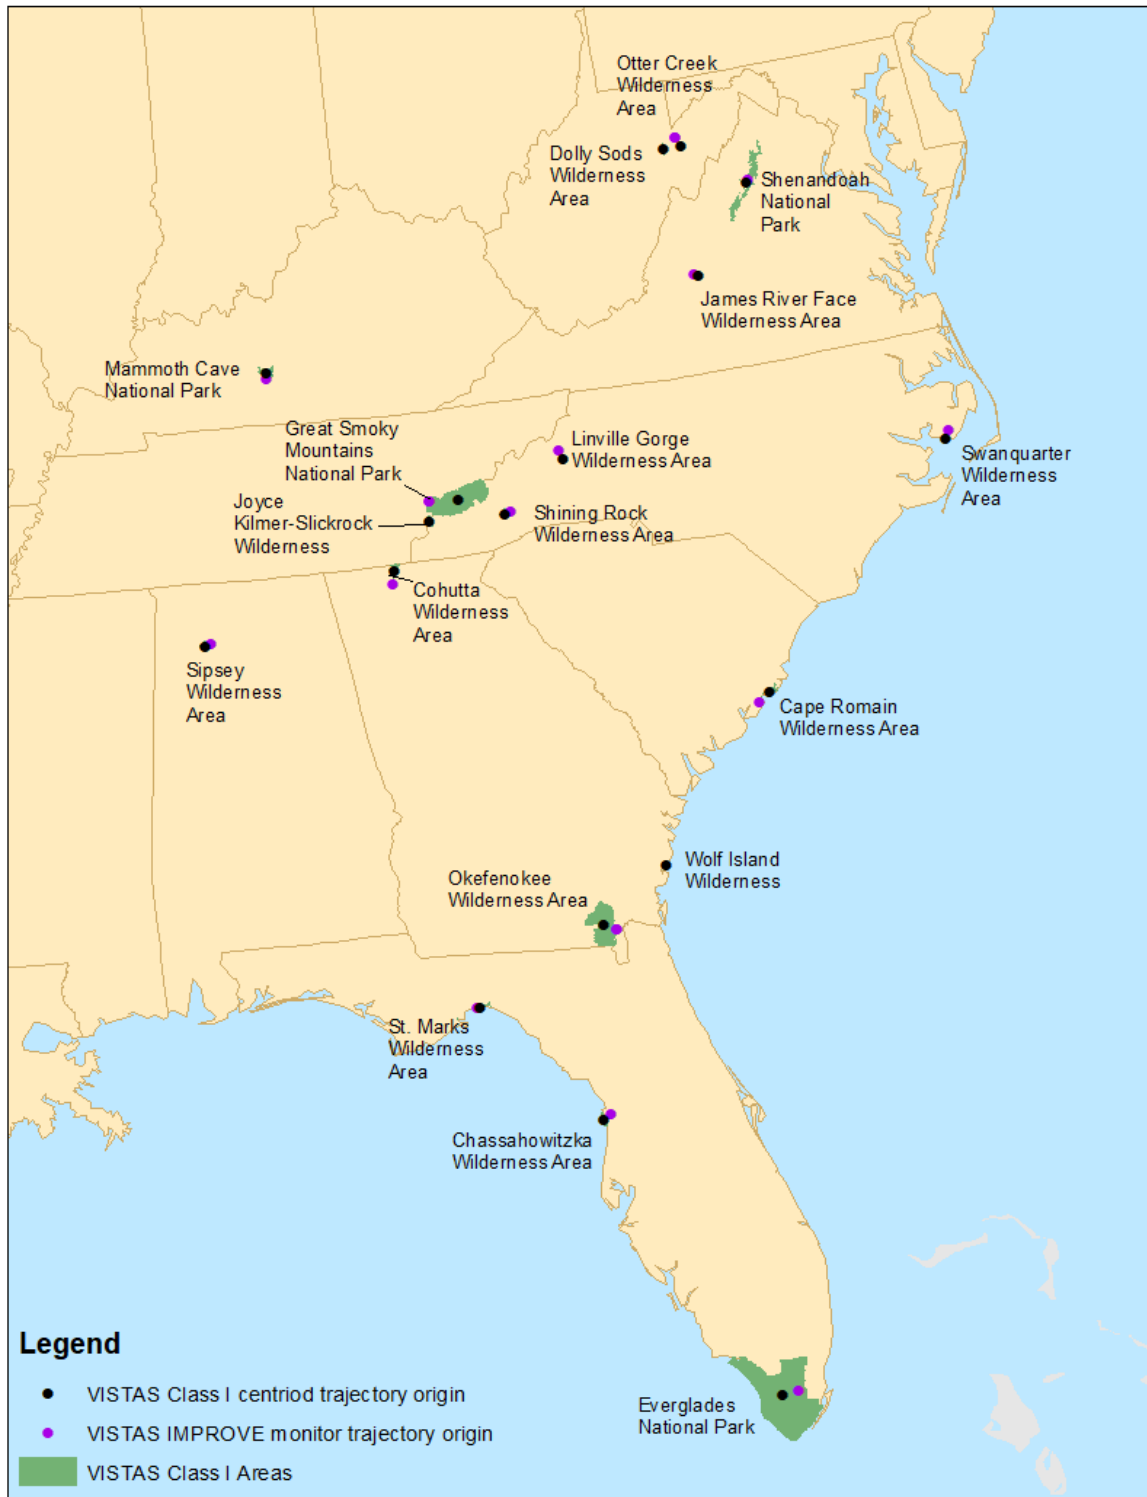 Otter Creek
Wilderness
Area
Dolly Sods
Wilderness
Area
Shenandoah
National
Park
James River Face
Wilderness Area
Mammoth Cave
National Park
Great Smoky
Mountains
National Park
Linville Gorge
Wilderness Area
Swanquarter
Wilderness
Area
Joyce
Kilmer-Slickrock
Wilderness
Shining Rock
Wilderness Area
Cohutta
Wilderness
Area
Sipsey
Wilderness
Area
Cape Romain
Wilderness Area
Wolf Island
Wilderness
Okefenokee
Wilderness Area
St. Marks
Wilderness
Area
Chassahowitzka
Wilderness Area
Everglades
National Park
Legend
VISTAS Class I centriod trajectory origin
VISTAS IMPROVE monitor trajectory origin
VISTAS Class I Areas